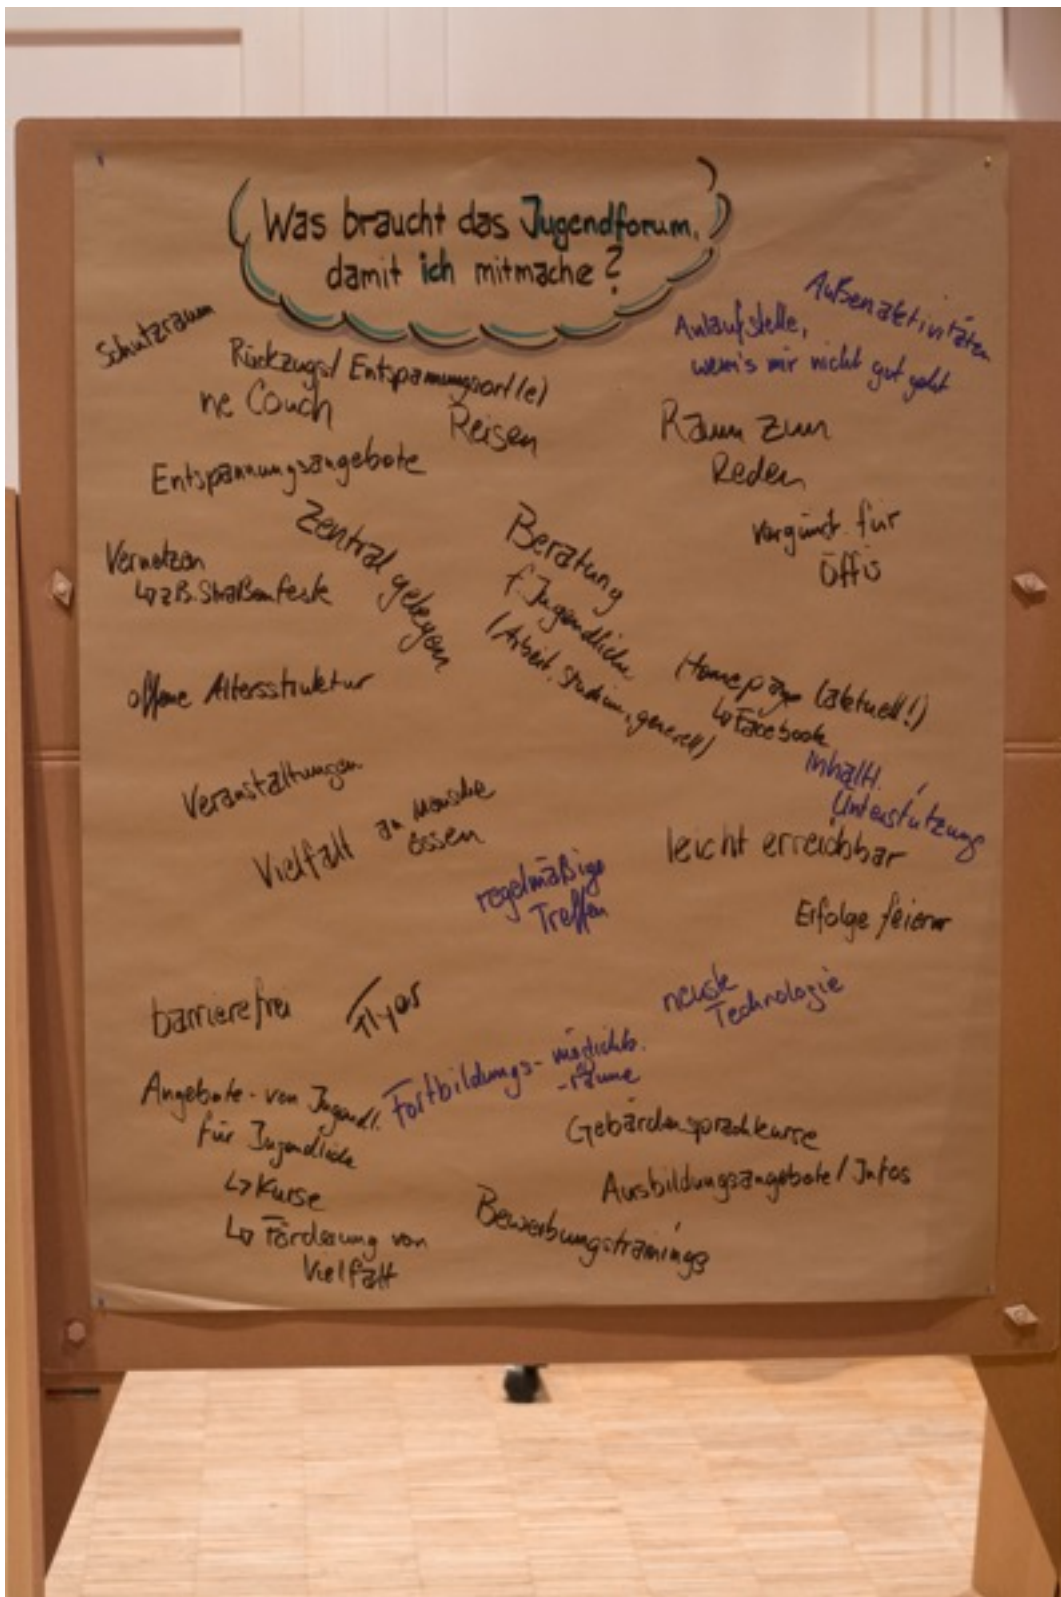 Was braucht das Jugendforum,
damit ich mitmache?
Schutzraum
Rückzugs/Entspannungsort(e)
ne Couch
Reisen
Anlaufstelle,
wenn's mir nicht gut geht
Außenaktivitäten
Raum zum
Reden
Entspannungsangebote
Zentral gelegen
Beratung
f. Jugendliche
(Arbeit, Studium, generell)
vergünst. für
Öffis
Vernetzen
↳ z.B. Straßenfeste
offene Altersstruktur
Homepage (aktuell!)
↳ Facebook
inhaltl.
Unterstützung
Veranstaltungen
Vielfalt an
essen
leicht erreichbar
regelmäßige
Treffen
Erfolge feiern
barrierefrei
Flyer
neuste
Technologie
Fortbildungs- möglichk.
-räume
Angebote - von Jugendl.
für Jugendliche
↳ Kurse
↳ Förderung von
Vielfalt
Gebärdensprachkurse
Ausbildungsangebote / Infos
Bewerbungstrainings